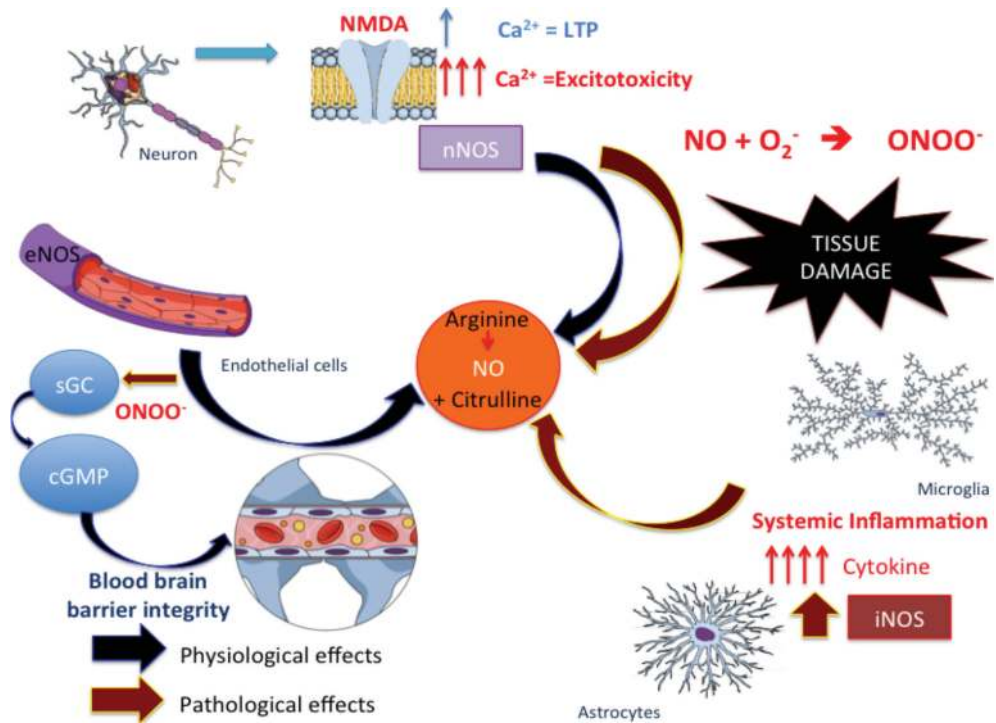 NMDA
Ca²⁺ = LTP
Ca²⁺ =Excitotoxicity
Neuron
nNOS
NO + O₂⁻ → ONOO⁻
TISSUE
DAMAGE
eNOS
Endothelial cells
Arginine
NO
+ Citrulline
sGC
ONOO⁻
cGMP
Microglia
Systemic Inflammation
Cytokine
iNOS
Blood brain
barrier integrity
Physiological effects
Pathological effects
Astrocytes